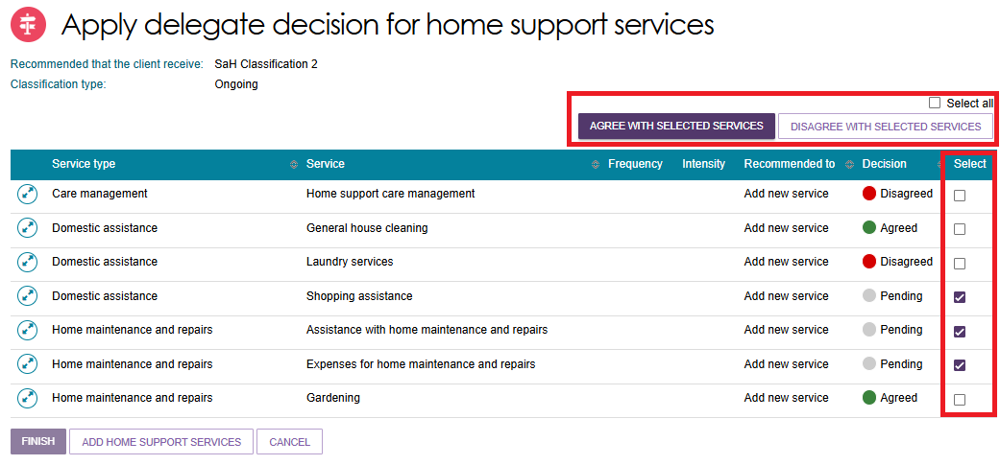 Apply delegate decision for home support services
Recommended that the client receive: SaH Classification 2
Classification type: Ongoing
Select all
AGREE WITH SELECTED SERVICES DISAGREE WITH SELECTED SERVICES
Service type Service Frequency Intensity Recommended to Decision Select
Care management Home support care management Add new service Disagreed
Domestic assistance General house cleaning Add new service Agreed
Domestic assistance Laundry services Add new service Disagreed
Domestic assistance Shopping assistance Add new service Pending
Home maintenance and repairs Assistance with home maintenance and repairs Add new service Pending
Home maintenance and repairs Expenses for home maintenance and repairs Add new service Pending
Home maintenance and repairs Gardening Add new service Agreed
FINISH ADD HOME SUPPORT SERVICES CANCEL